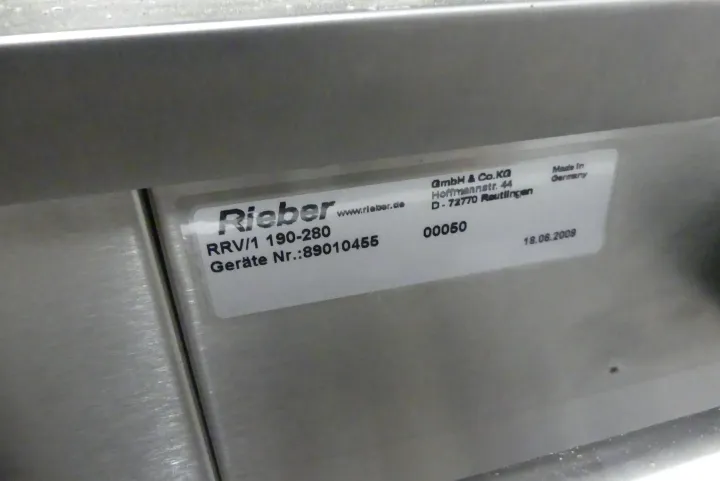 Rieber www.rieber.de
GmbH & Co.KG
Hoffmannstr. 44
D - 72770 Reutlingen
Made in
Germany
RRV/1 190-280
Geräte Nr.:89010455
00050
18.06.2009